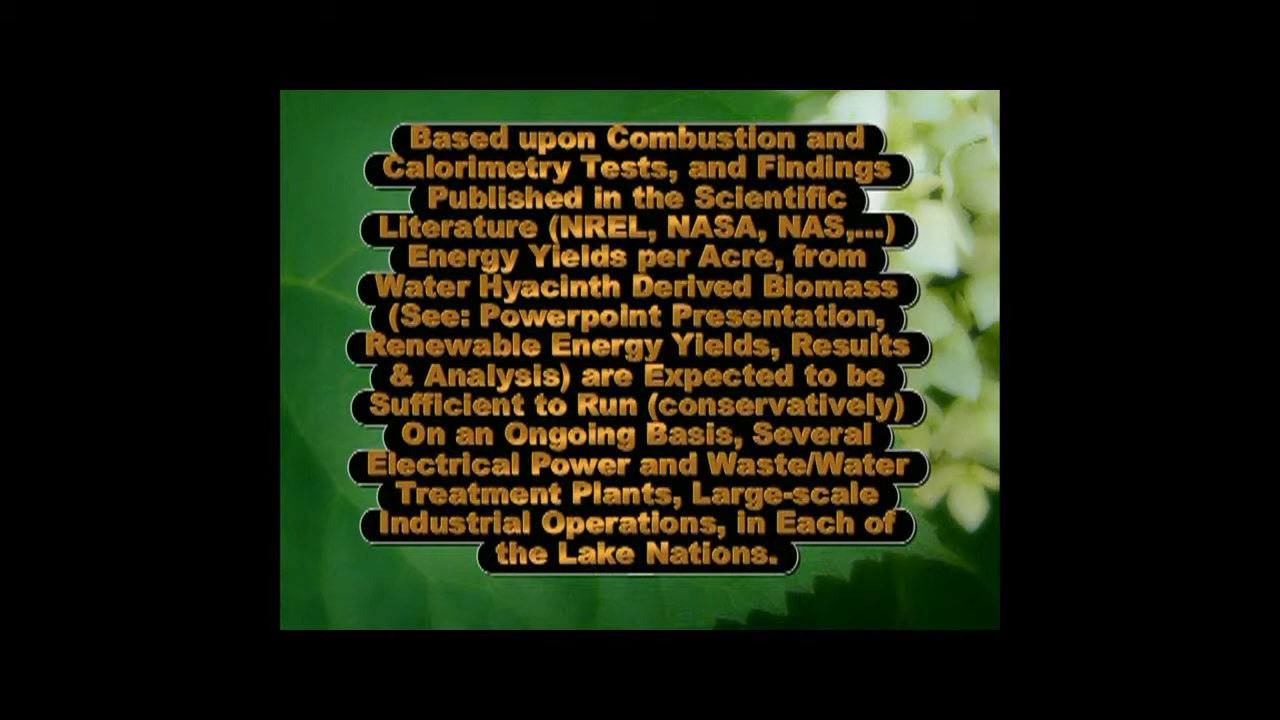 Based upon Combustion and
Calorimetry Tests, and Findings
Published in the Scientific
Literature (NREL, NASA, NAS,...)
Energy Yields per Acre, from
Water Hyacinth Derived Biomass
(See: Powerpoint Presentation,
Renewable Energy Yields, Results
& Analysis) are Expected to be
Sufficient to Run (conservatively)
On an Ongoing Basis, Several
Electrical Power and Waste/Water
Treatment Plants, Large-scale
Industrial Operations, in Each of
the Lake Nations.